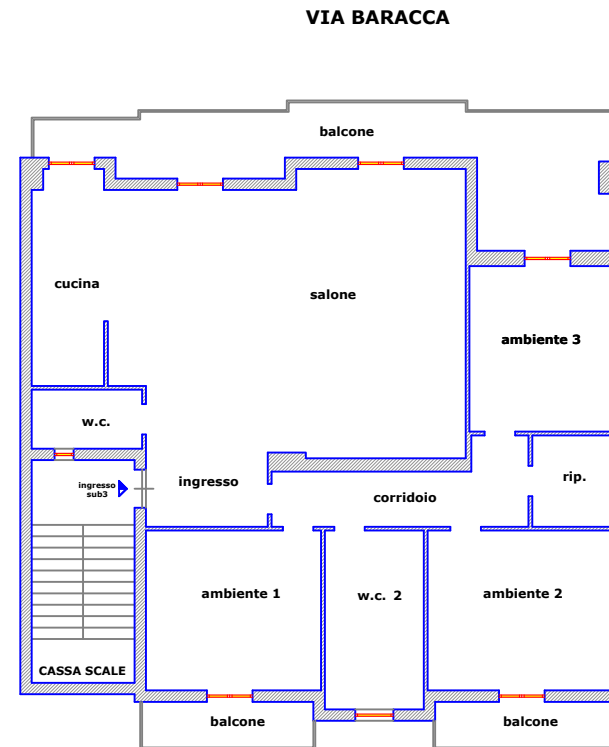 VIA BARACCA
balcone
cucina
salone
ambiente 3
w.c.
ingresso
sub3
ingresso
corridoio
rip.
ambiente 1
w.c. 2
ambiente 2
CASSA SCALE
balcone
balcone